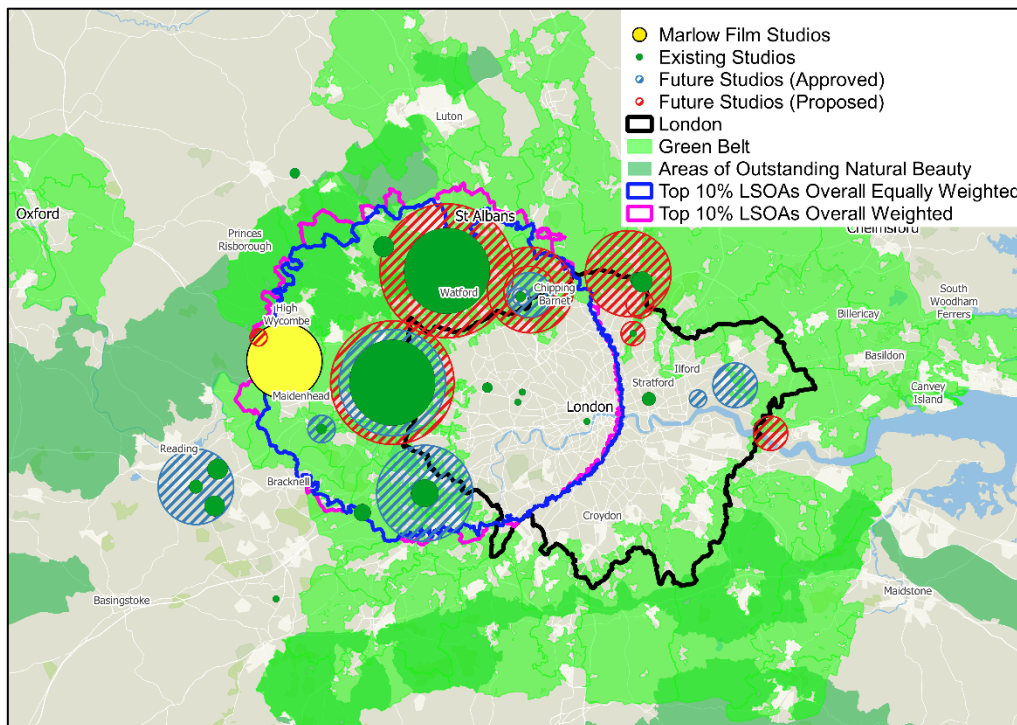 Marlow Film Studios
Existing Studios
Future Studios (Approved)
Future Studios (Proposed)
London
Green Belt
Areas of Outstanding Natural Beauty
Top 10% LSOAs Overall Equally Weighted
Top 10% LSOAs Overall Weighted
Luton
Oxford
St Albans
Chelmsford
Princes
Risborough
Watford
Chipping
Barnet
South
Woodham
Ferrers
High
Wycombe
Billericay
Basildon
Ilford
Stratford
Canvey
Island
Maidenhead
London
Reading
Bracknell
Croydon
Basingstoke
Maidstone